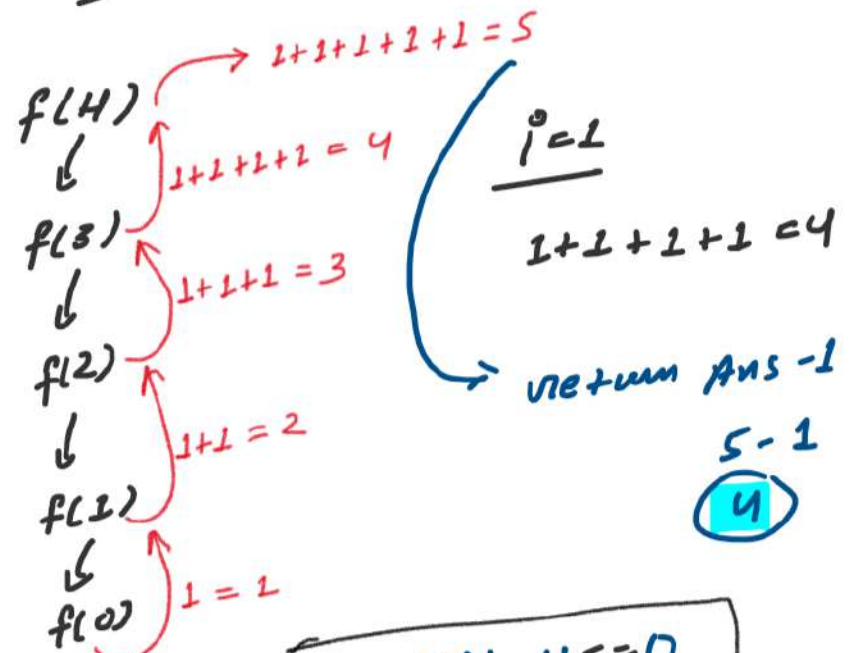 1+1+1+1+1 = 5
f(4)
i=1
1+1+1+1 = 4
f(3)
1+1+1+1 = 4
1+1+1 = 3
f(2)
return Ans -1
1+1 = 2
5-1
4
f(1)
1 = 1
f(0)